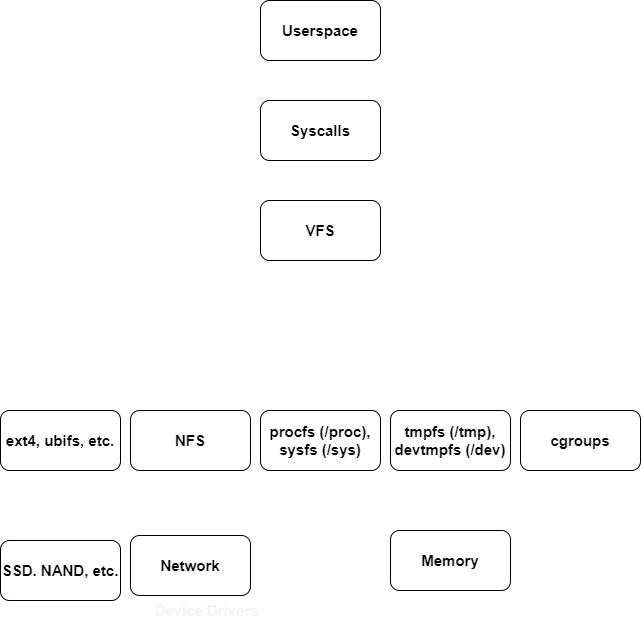 Userspace
Syscalls
VFS
ext4, ubifs, etc.
NFS
procfs (/proc),
sysfs (/sys)
tmpfs (/tmp),
devtmpfs (/dev)
cgroups
SSD. NAND, etc.
Network
Memory
Device Drivers